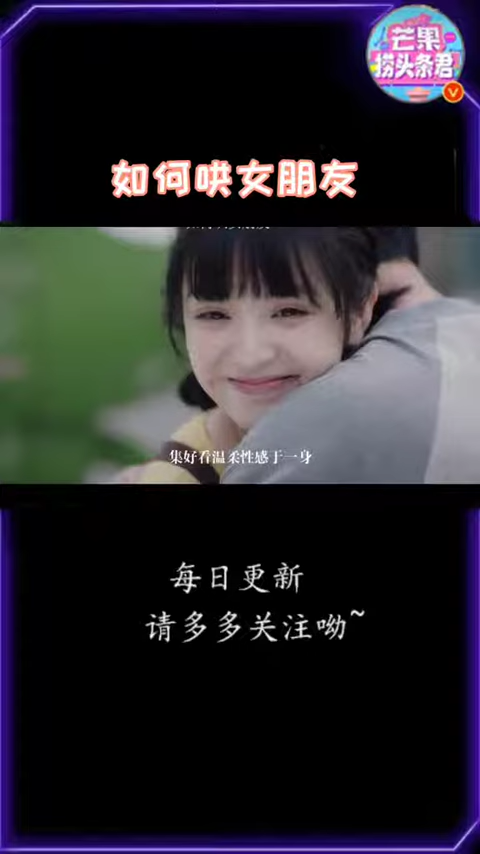 芒果
捞头条君
如何哄女朋友
集好看温柔性感于一身
每日更新
请多多关注呦~